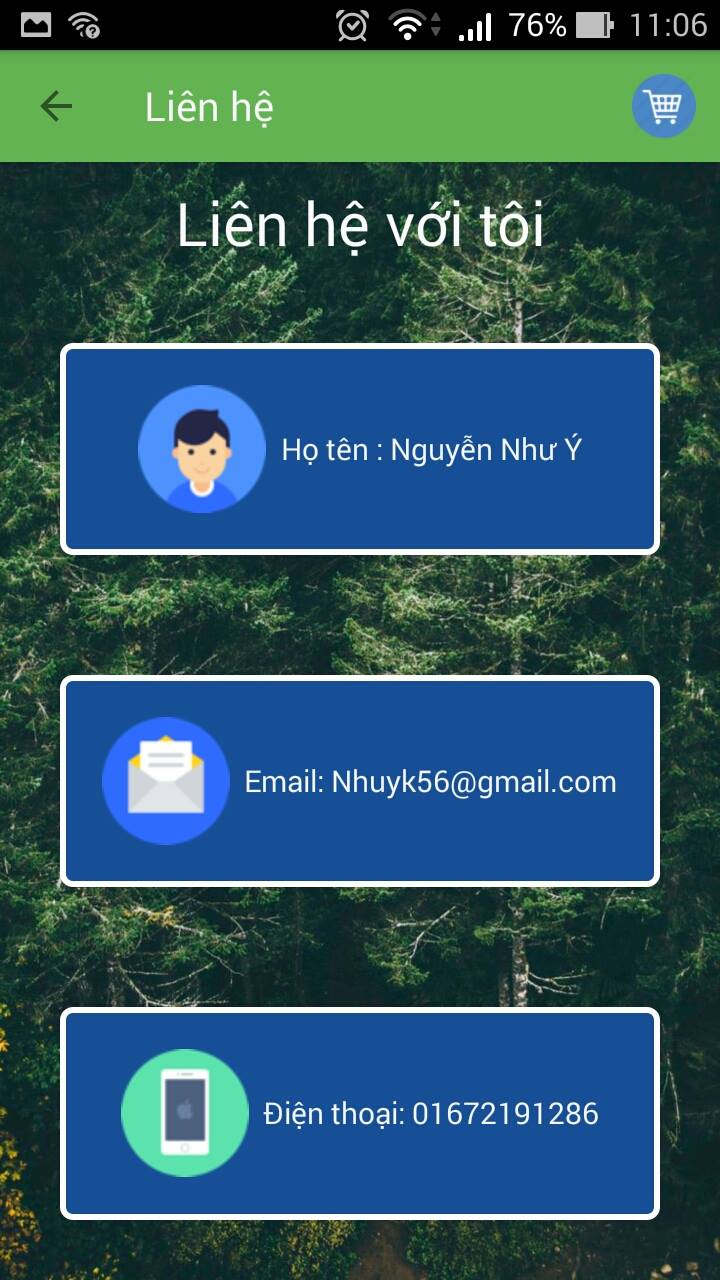 76% 11:06
Liên hệ
Liên hệ với tôi
Họ tên : Nguyễn Như Ý
Email: Nhuyk56@gmail.com
Điện thoại: 01672191286